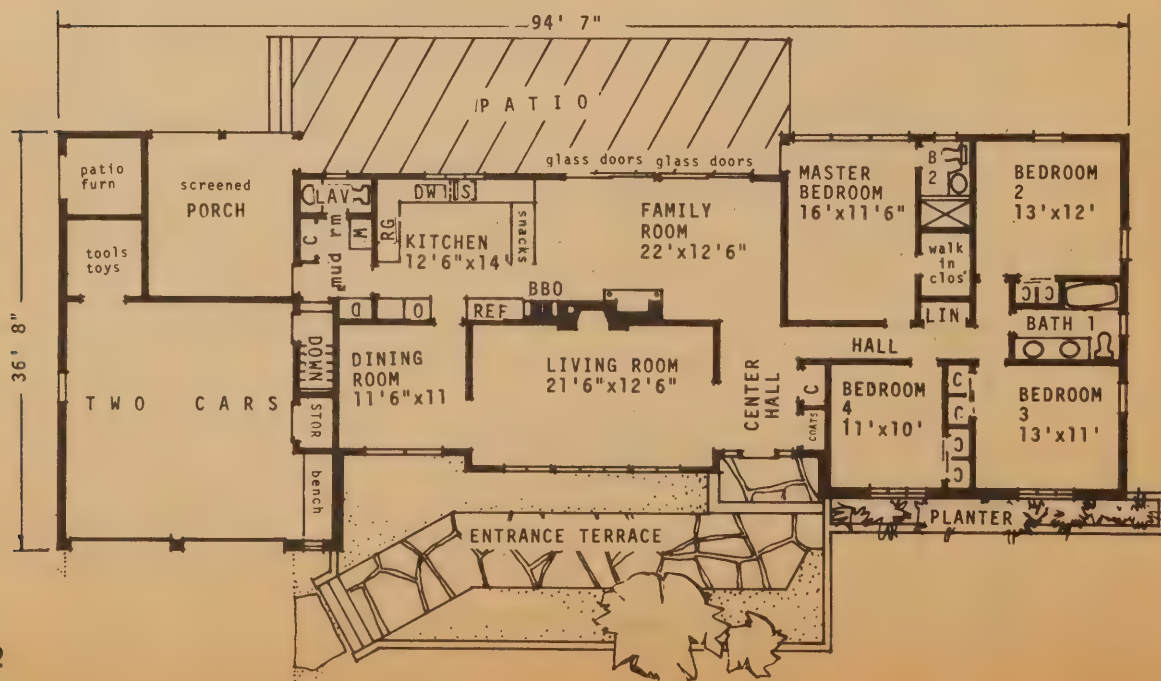 94' 7"
PATIO
glass doors
glass doors
36' 8"
patio
furn
screened
PORCH
tools
toys
LAV
C
mud rm
W
DW
S
RG
KITCHEN
12'6"x14'
snacks
FAMILY
ROOM
22'x12'6"
MASTER
BEDROOM
16'x11'6"
B
2
BEDROOM
2
13'x12'
walk
in
clos
D
O
REF
BBQ
LIN
C C
BATH 1
HALL
TWO CARS
DOWN
STOR
bench
DINING
ROOM
11'6"x11
LIVING ROOM
21'6"x12'6"
CENTER
HALL
C
COATS
BEDROOM
4
11'x10'
C
C
C
C
BEDROOM
3
13'x11'
PLANTER
ENTRANCE TERRACE